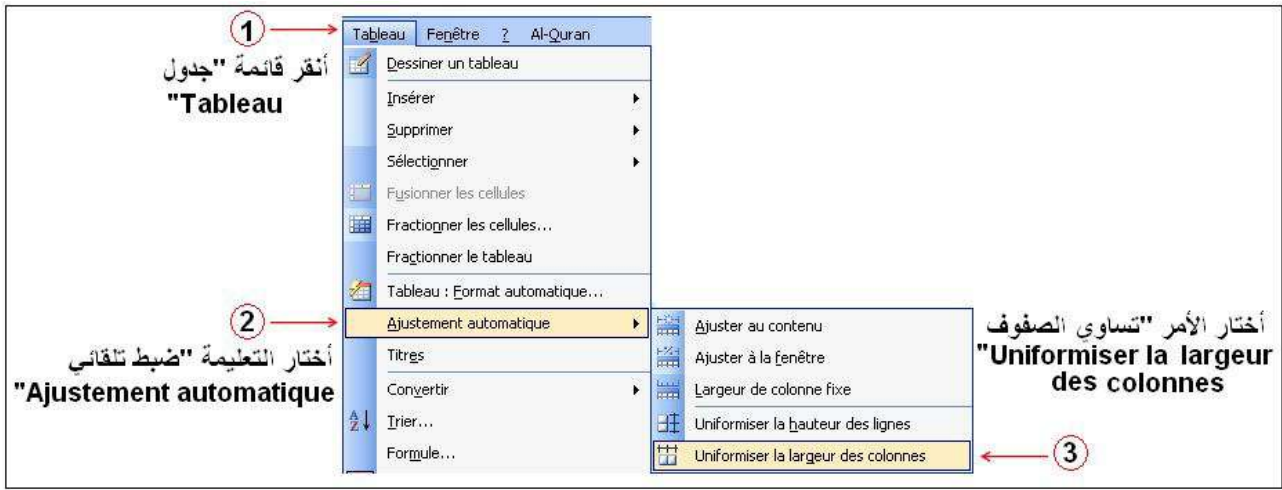 1
Tableau Fenêtre ? Al-Quran
أنقر قائمة "جدول
Tableau"
Dessiner un tableau
Insérer
Supprimer
Sélectionner
Fusionner les cellules
Fractionner les cellules...
Fractionner le tableau
Tableau : Format automatique...
2
Ajustement automatique
أختار التعليمة "ضبط تلقائي
Ajustement automatique"
Titres
Convertir
Trier...
Formule...
Ajuster au contenu
Ajuster à la fenêtre
Largeur de colonne fixe
Uniformiser la hauteur des lignes
Uniformiser la largeur des colonnes
3
أختار الأمر "تساوي الصفوف
Uniformiser la largeur"
des colonnes